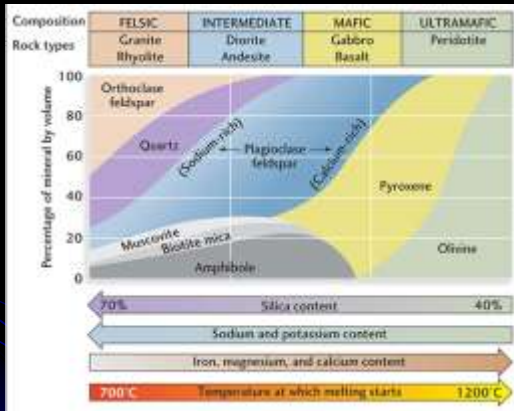 Composition FELSIC INTERMEDIATE MAFIC ULTRAMAFIC
Rock types Granite Diorite Gabbro Peridotite
Rhyolite Andesite Basalt
Percentage of mineral by volume
100
80
60
40
20
0
Orthoclase
feldspar
Quartz
(Sodium-rich)
Plagioclase
feldspar
(Calcium-rich)
Pyroxene
Muscovite
Biotite mica
Amphibole
Olivine
70% Silica content 40%
Sodium and potassium content
Iron, magnesium, and calcium content
700°C Temperature at which melting starts 1200°C